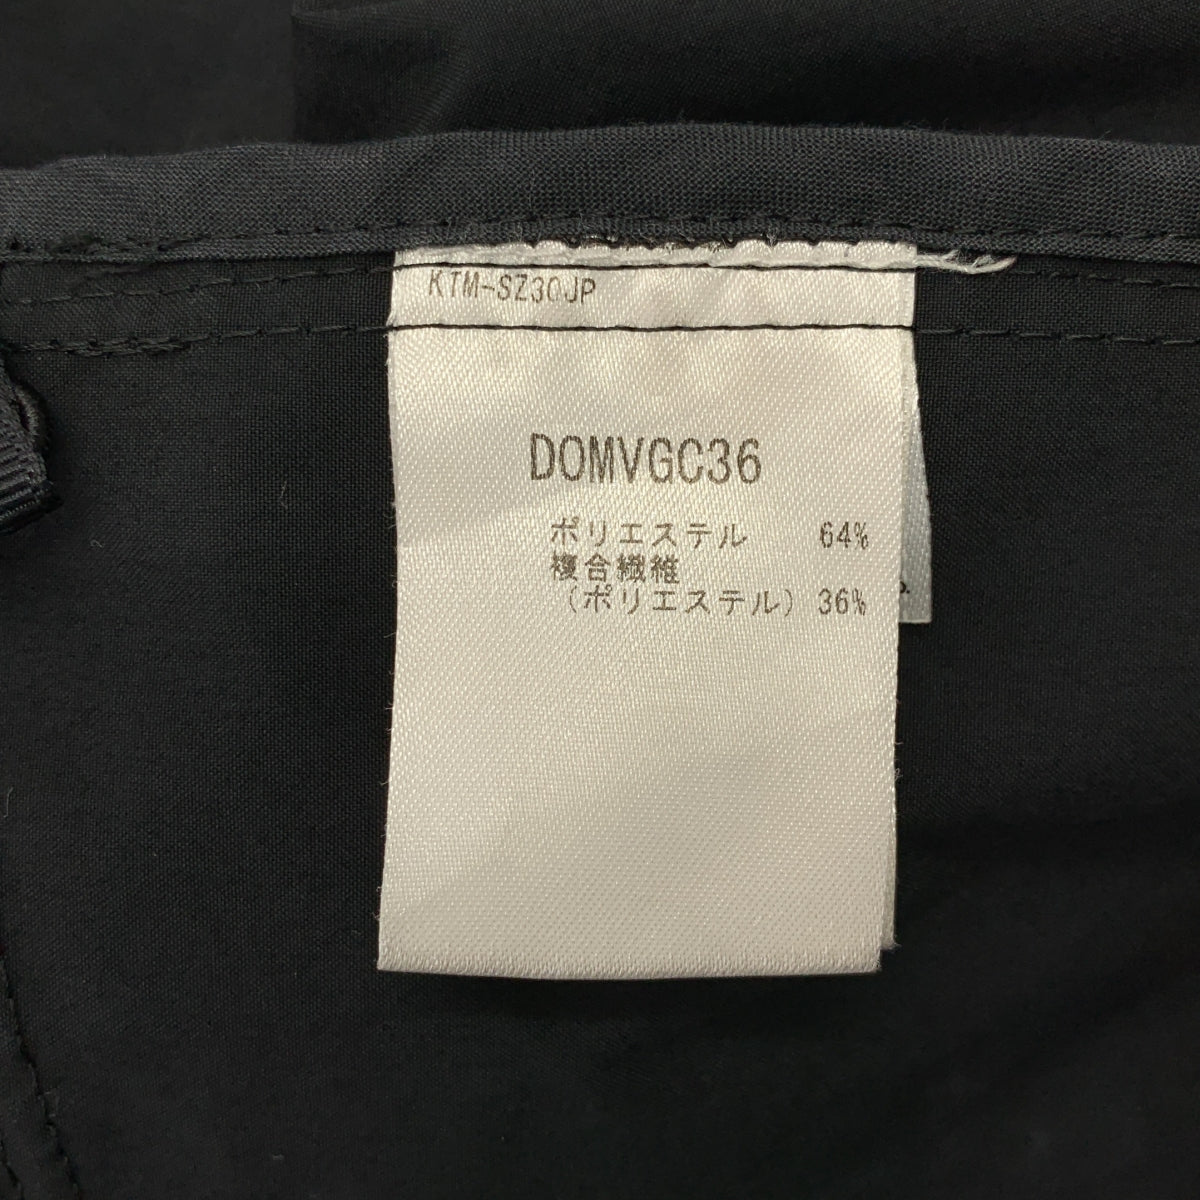 KTM-SZ30JP
DOMVGC36
ポリエステル 64%
複合繊維
(ポリエステル) 36%